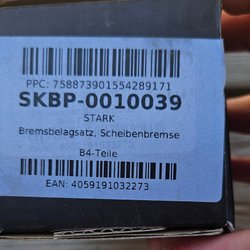 PPC: 758873901554289171
SKBP-0010039
STARK
Bremsbelagsatz, Scheibenbremse
B4-Teile
EAN: 4059191032273